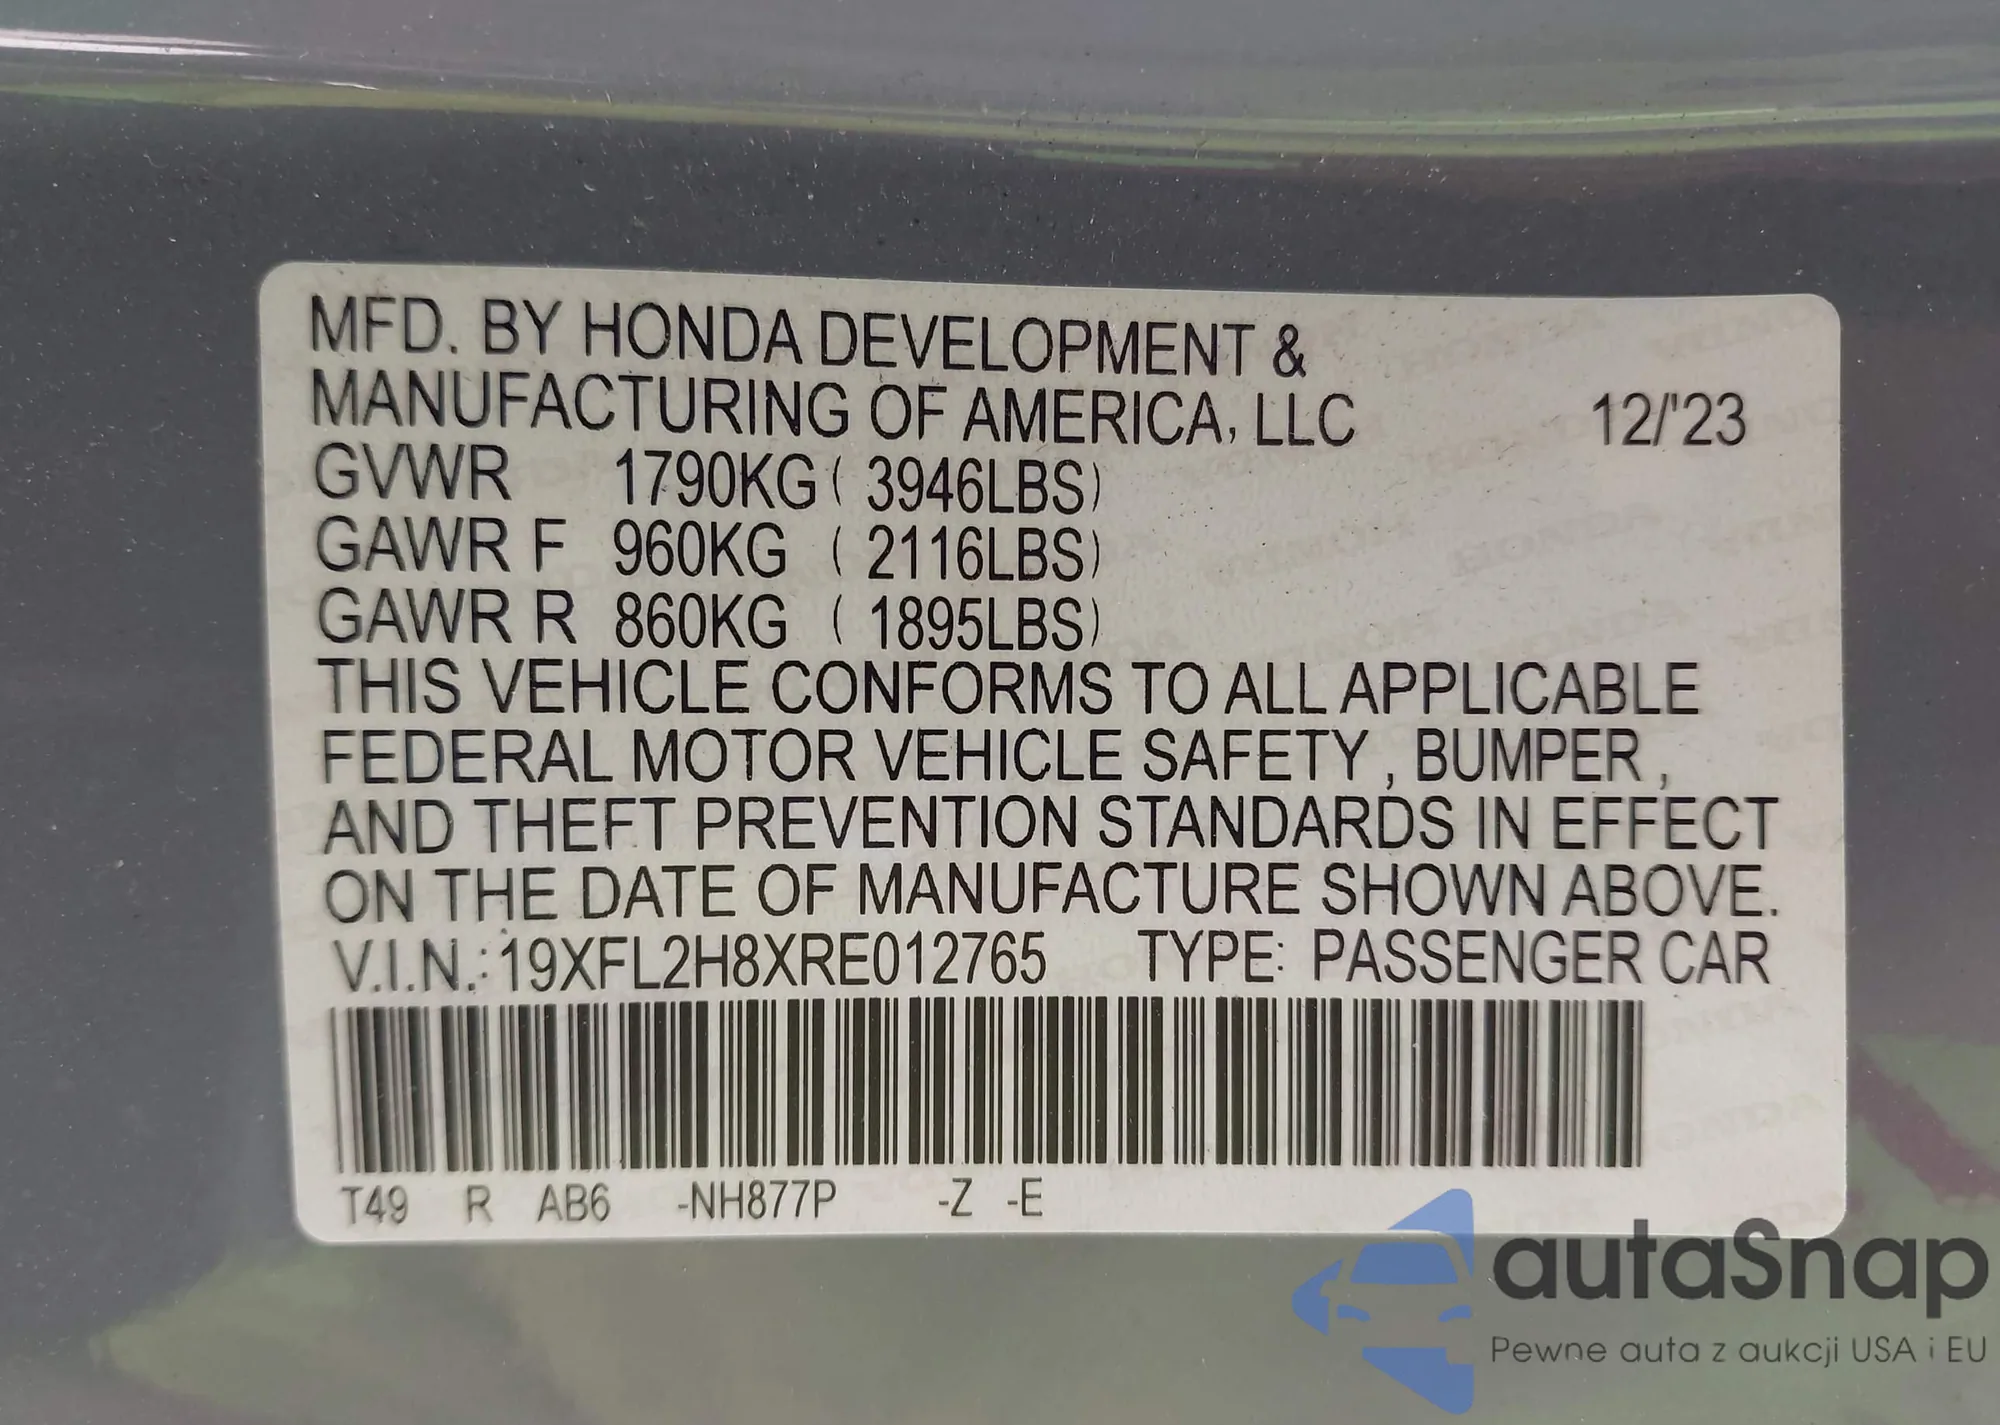 MFD. BY HONDA DEVELOPMENT &
MANUFACTURING OF AMERICA, LLC 12/'23
GVWR 1790KG ( 3946LBS)
GAWR F 960KG ( 2116LBS)
GAWR R 860KG ( 1895LBS)
THIS VEHICLE CONFORMS TO ALL APPLICABLE
FEDERAL MOTOR VEHICLE SAFETY , BUMPER ,
AND THEFT PREVENTION STANDARDS IN EFFECT
ON THE DATE OF MANUFACTURE SHOWN ABOVE.
V.I.N.: 19XFL2H8XRE012765 TYPE: PASSENGER CAR
T49 R AB6 -NH877P -Z -E
autaSnap
Pewne auta z aukcji USA i EU